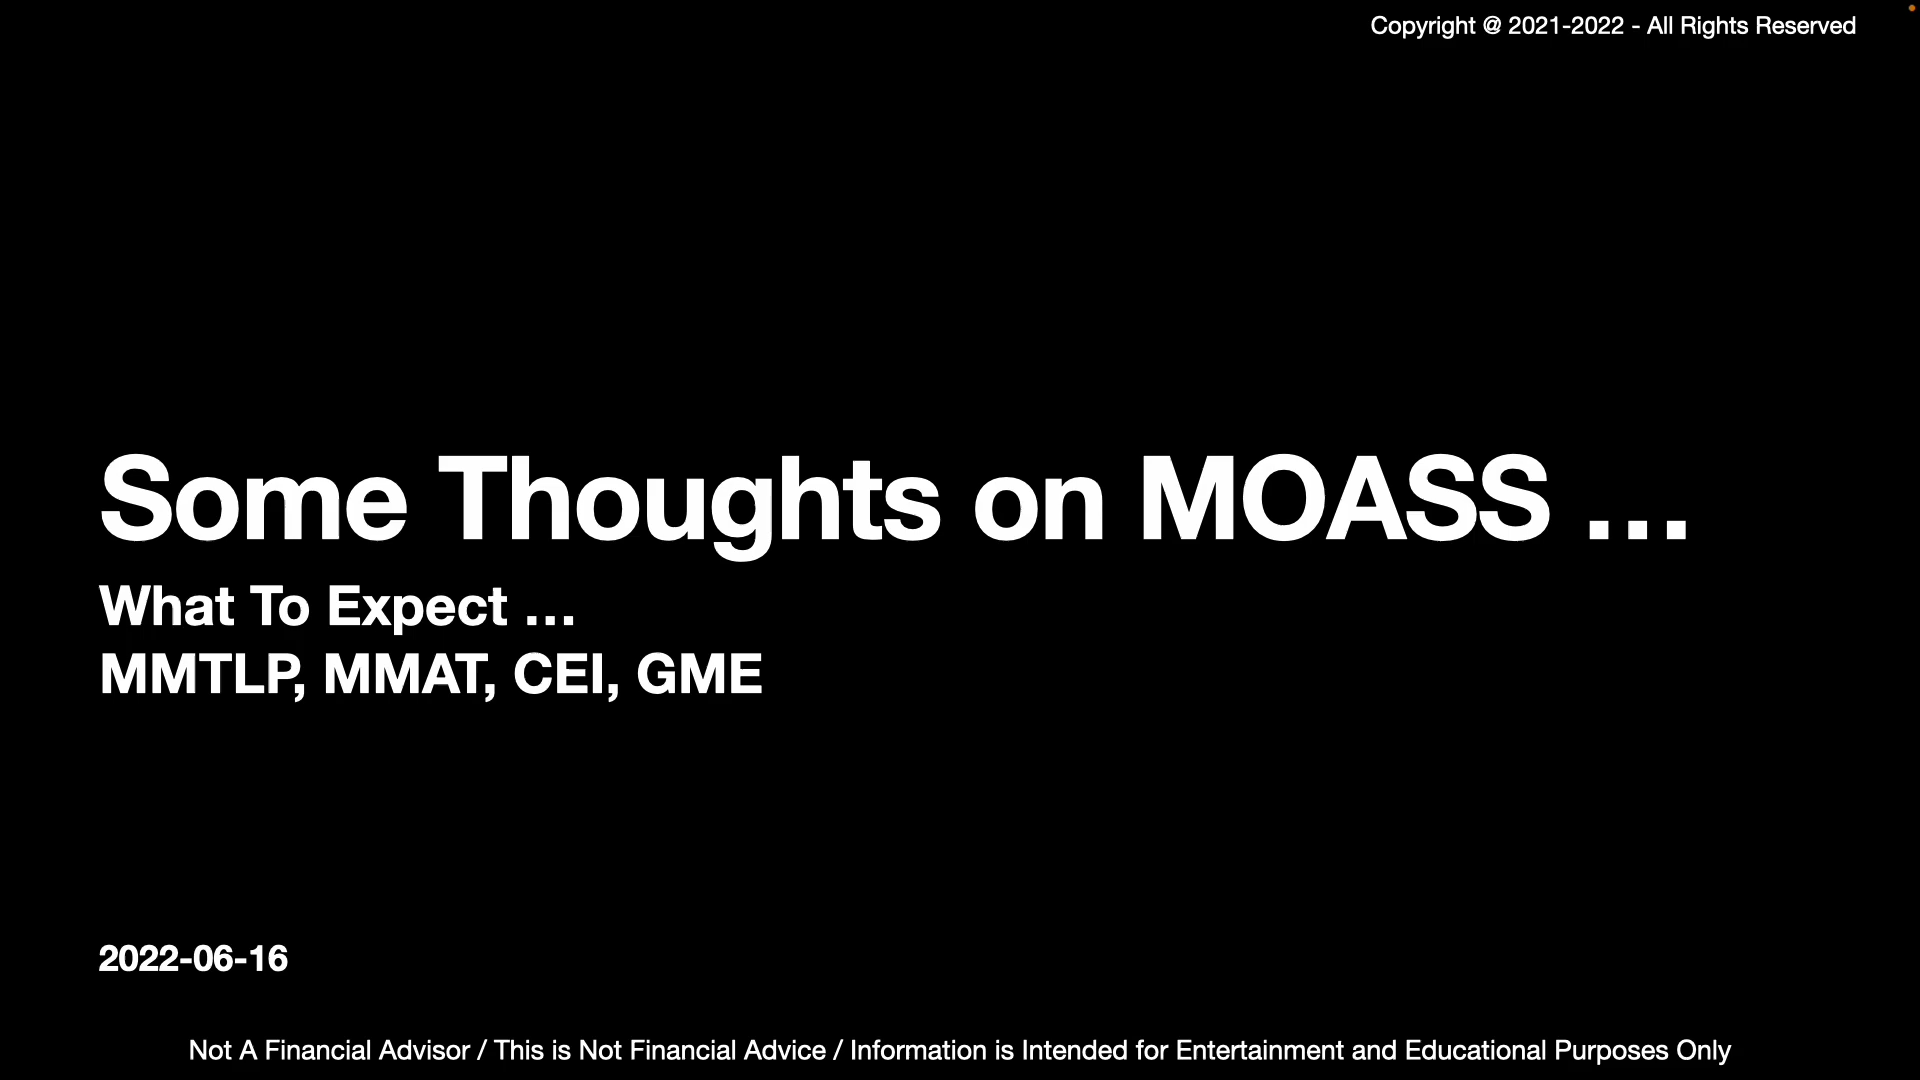 Copyright @ 2021-2022 - All Rights Reserved
Some Thoughts on MOASS …
What To Expect …
MMTLP, MMAT, CEI, GME
2022-06-16
Not A Financial Advisor / This is Not Financial Advice / Information is Intended for Entertainment and Educational Purposes Only